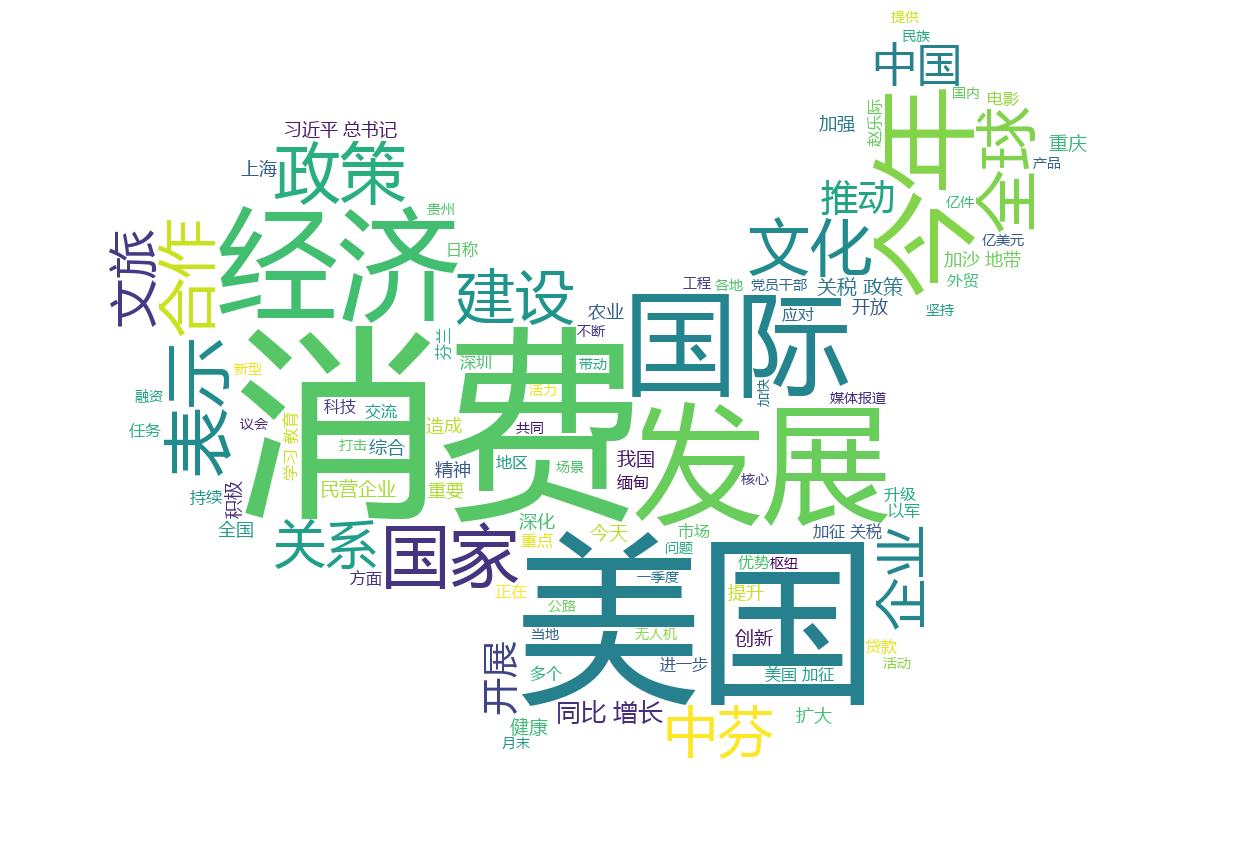 提供
民族
中国
国内
电影
今年
赵乐际
加强
全球
重庆
产品
习近平 总书记
上海
政策
推动
亿件
贵州
文旅
合作
经济
日称
文化
亿美元
加沙 地带
外贸
建设
工程
各地
党员干部
关税 政策
农业
国际
应对
开放
坚持
不断
芬兰
表示
新型
消费
深圳
带动
活力
加快
融资
科技
交流
媒体报道
任务
议会
学习 教育
造成
共同
发展
打击
综合
精神
地区
场景
我国
缅甸
核心
民营企业
重要
持续
积极
升级
以军
全国
关系
国家
深化
重点
今天
市场
问题
加征 关税
企业
方面
美国
一季度
优势
枢纽
正在
公路
提升
当地
无人机
创新
贷款
活动
开展
多个
进一步
美国 加征
同比 增长
中芬
扩大
健康
月末